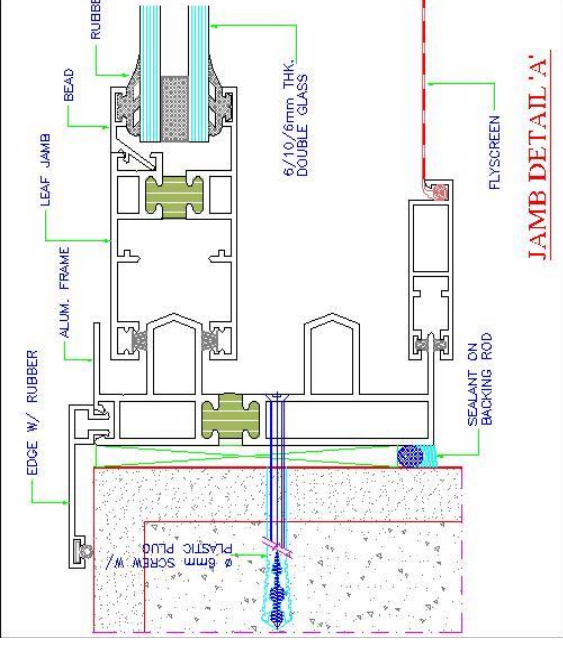 RUBBE
BEAD
LEAF JAMB
ALUM. FRAME
EDGE W/ RUBBER
6/10/6mm THK.
DOUBLE GLASS
FLYSCREEN
JAMB DETAIL 'A'
SEALANT ON
BACKING ROD
ø 6mm SCREW W/
PLASTIC PLUG